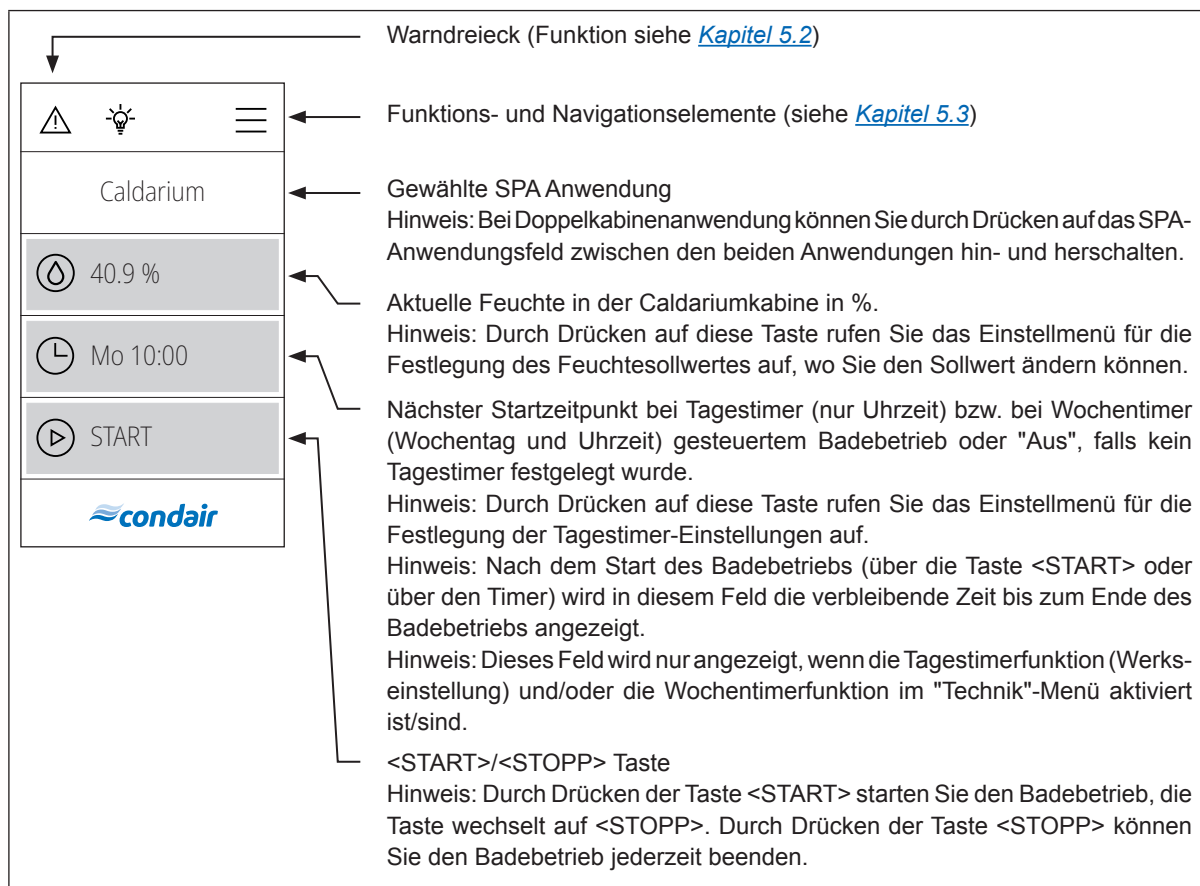 Warndreieck (Funktion siehe Kapitel 5.2)
Funktions- und Navigationselemente (siehe Kapitel 5.3)
Caldarium
Gewählte SPA Anwendung
Hinweis: Bei Doppelkabinenanwendung können Sie durch Drücken auf das SPA-
Anwendungsfeld zwischen den beiden Anwendungen hin- und herschalten.
40.9 %
Aktuelle Feuchte in der Caldariumkabine in %.
Hinweis: Durch Drücken auf diese Taste rufen Sie das Einstellmenü für die
Festlegung des Feuchtesollwertes auf, wo Sie den Sollwert ändern können.
Mo 10:00
Nächster Startzeitpunkt bei Tagestimer (nur Uhrzeit) bzw. bei Wochentimer
(Wochentag und Uhrzeit) gesteuertem Badebetrieb oder "Aus", falls kein
Tagestimer festgelegt wurde.
Hinweis: Durch Drücken auf diese Taste rufen Sie das Einstellmenü für die
Festlegung der Tagestimer-Einstellungen auf.
Hinweis: Nach dem Start des Badebetriebs (über die Taste <START> oder
über den Timer) wird in diesem Feld die verbleibende Zeit bis zum Ende des
Badebetriebs angezeigt.
Hinweis: Dieses Feld wird nur angezeigt, wenn die Tagestimerfunktion (Werks-
einstellung) und/oder die Wochentimerfunktion im "Technik"-Menü aktiviert
ist/sind.
START
<START>/<STOPP> Taste
Hinweis: Durch Drücken der Taste <START> starten Sie den Badebetrieb, die
Taste wechselt auf <STOPP>. Durch Drücken der Taste <STOPP> können
Sie den Badebetrieb jederzeit beenden.
condair